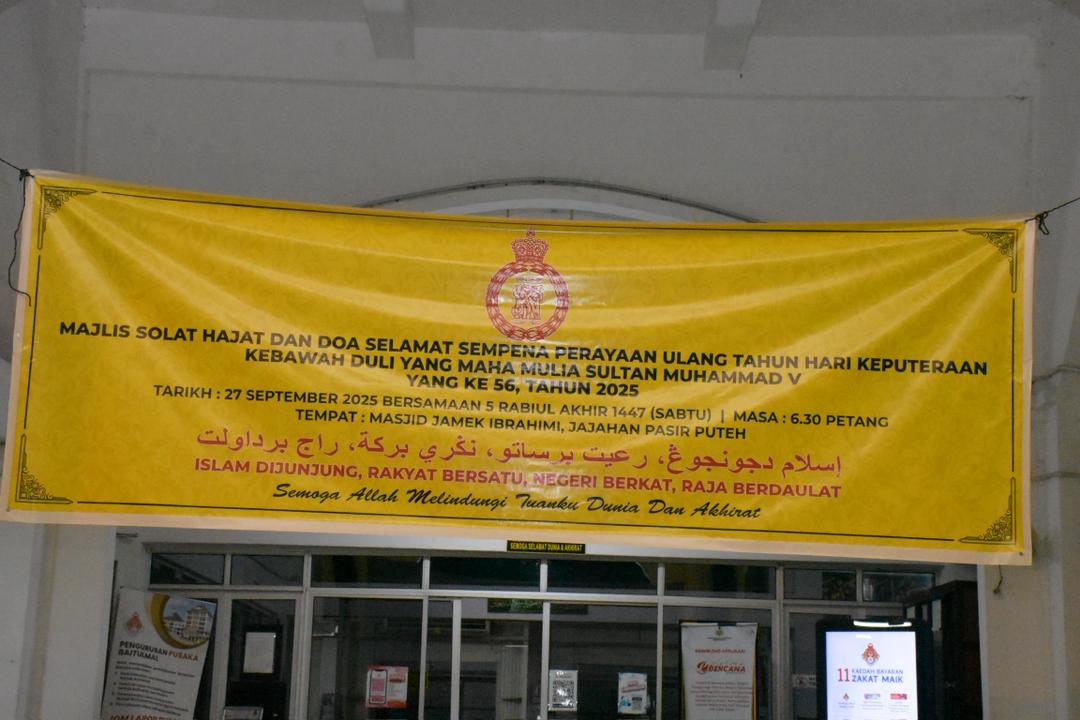 MAJLIS SOLAT HAJAT DAN DOA SELAMAT SEMPENA PERAYAAN ULANG TAHUN HARI KEPUTERAAN
KEBAWAH DULI YANG MAHA MULIA SULTAN MUHAMMAD V
YANG KE 56, TAHUN 2025
TARIKH : 27 SEPTEMBER 2025 BERSAMAAN 5 RABIUL AKHIR 1447 (SABTU) | MASA : 6.30 PETANG
TEMPAT : MASJID JAMEK IBRAHIMI, JAJAHAN PASIR PUTEH
إسلام دجونجوڠ، رعيت برساتو، نݢري بركة، راج برداولت
ISLAM DIJUNJUNG, RAKYAT BERSATU, NEGERI BERKAT, RAJA BERDAULAT
Semoga Allah Melindungi Tuanku Dunia Dan Akhirat
SEMOGA SELAMAT DUNIA & AKHIRAT
PENGURUSAN PUSAKA
BAITULMAL
11 KAEDAH BAYARAN
ZAKAT MAIK